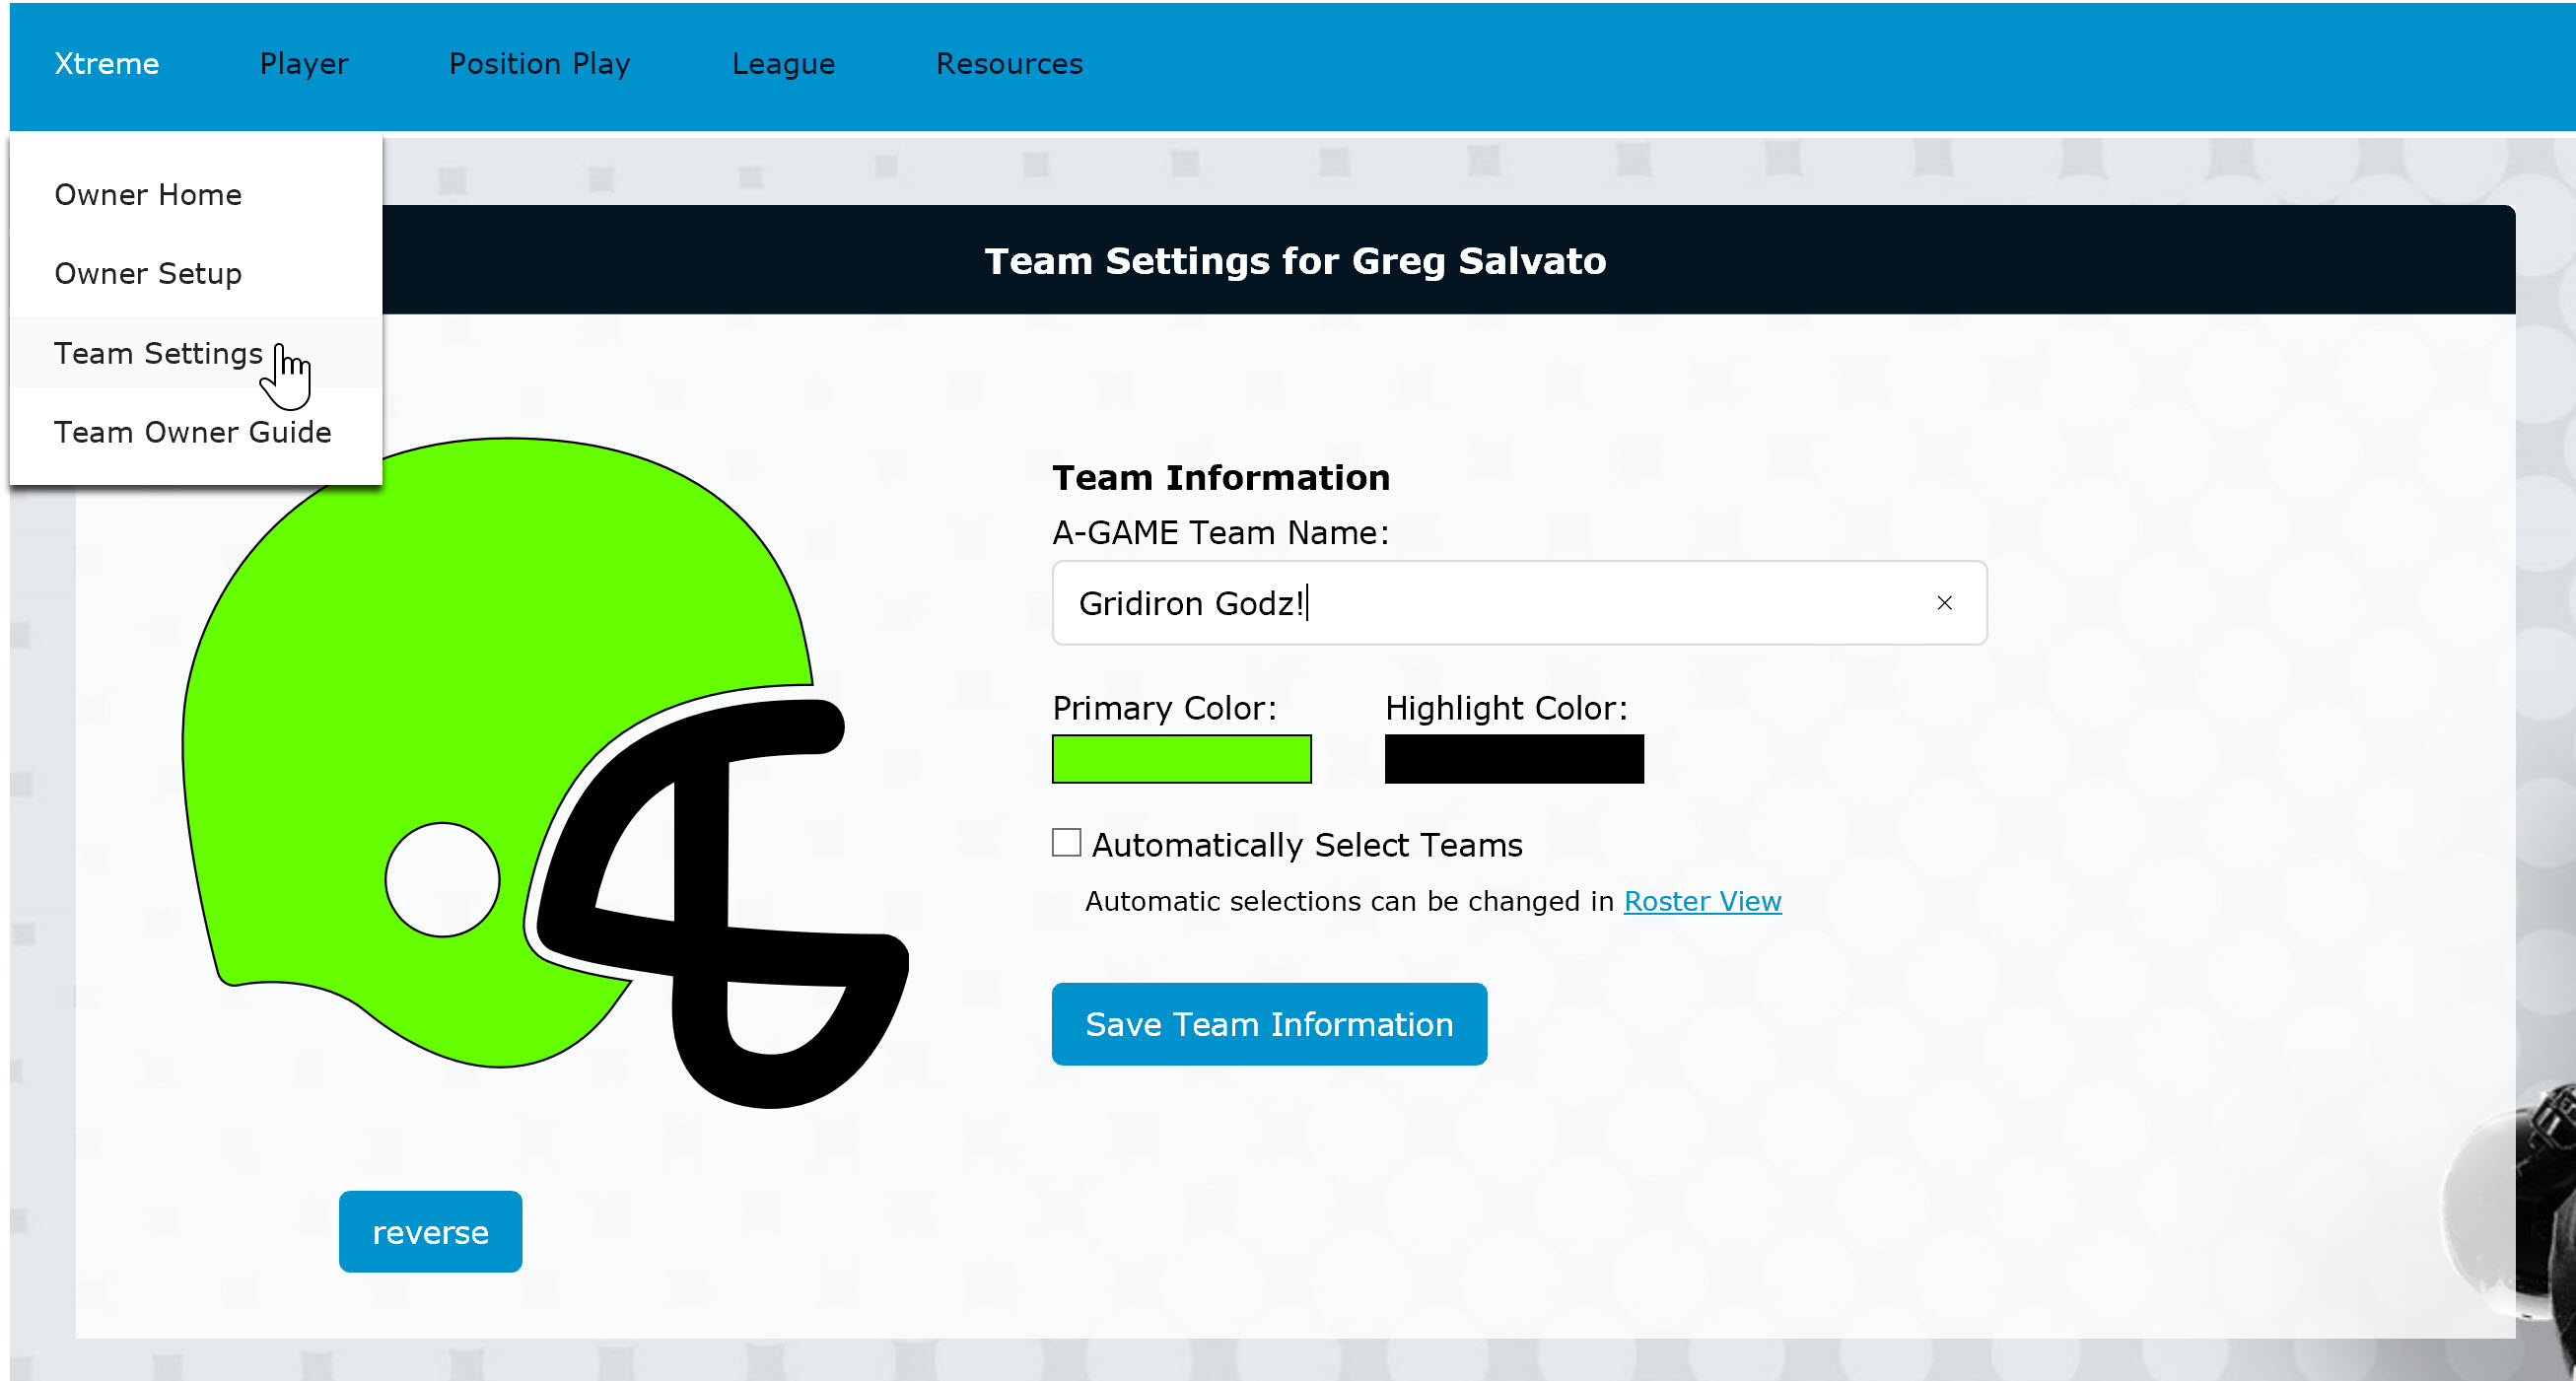 Xtreme Player Position Play League Resources
Owner Home
Owner Setup
Team Settings
Team Owner Guide
Team Settings for Greg Salvato
Team Information
A-GAME Team Name:
Gridiron Godz!
Primary Color: Highlight Color:
Automatically Select Teams
Automatic selections can be changed in Roster View
Save Team Information
reverse